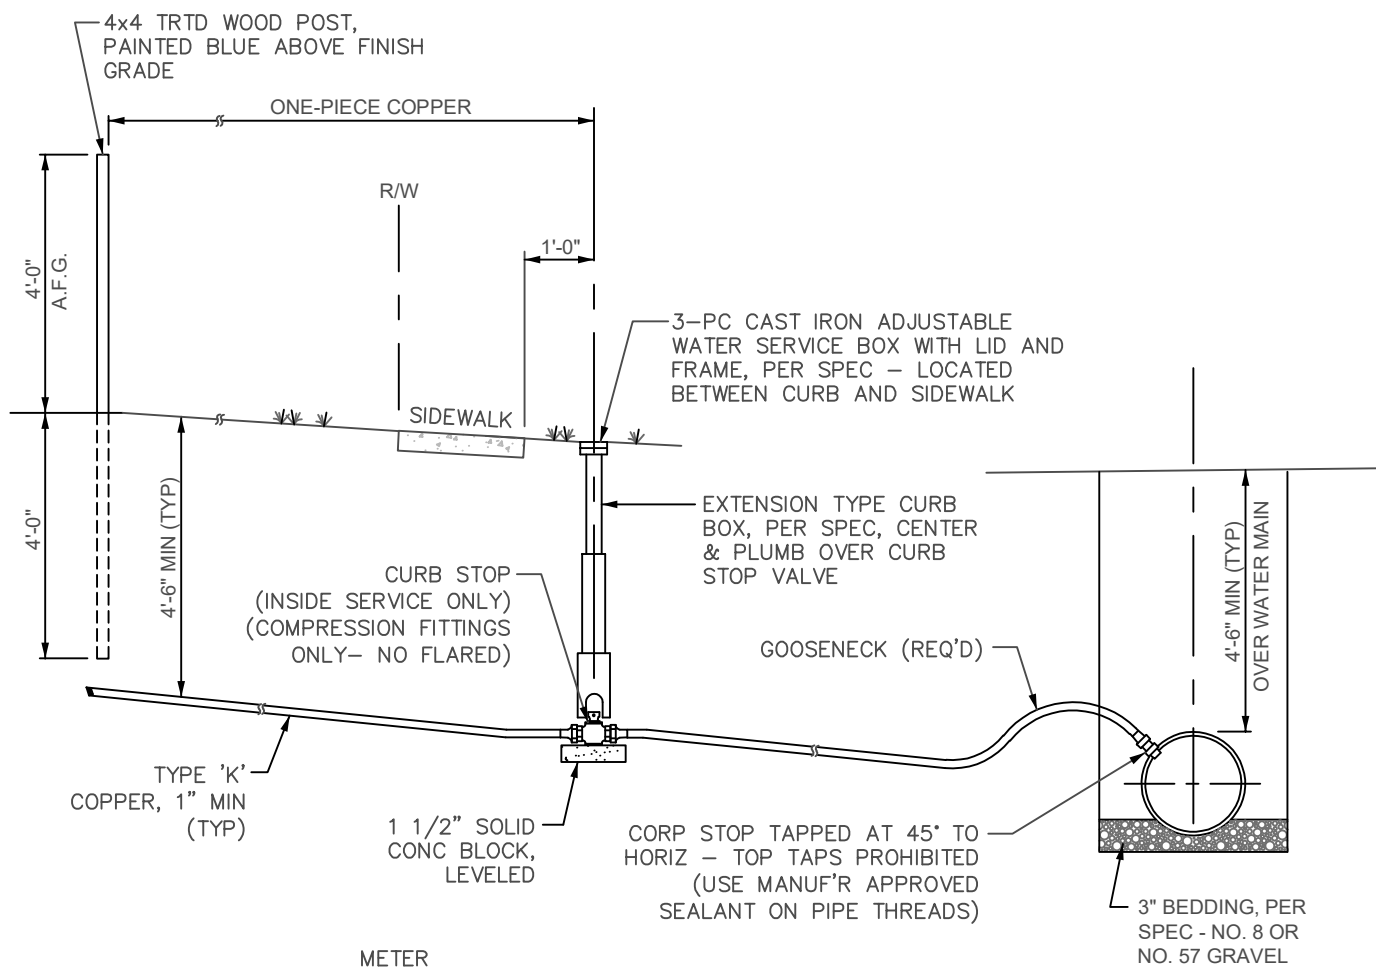 4x4 TRTD WOOD POST,
PAINTED BLUE ABOVE FINISH
GRADE
ONE-PIECE COPPER
R/W
1'-0"
4'-0"
A.F.G.
3-PC CAST IRON ADJUSTABLE
WATER SERVICE BOX WITH LID AND
FRAME, PER SPEC - LOCATED
BETWEEN CURB AND SIDEWALK
SIDEWALK
4'-0"
4'-6" MIN (TYP)
EXTENSION TYPE CURB
BOX, PER SPEC, CENTER
& PLUMB OVER CURB
STOP VALVE
4'-6" MIN (TYP)
OVER WATER MAIN
CURB STOP
(INSIDE SERVICE ONLY)
(COMPRESSION FITTINGS
ONLY- NO FLARED)
GOOSENECK (REQ'D)
TYPE 'K'
COPPER, 1" MIN
(TYP)
1 1/2" SOLID
CONC BLOCK,
LEVELED
CORP STOP TAPPED AT 45° TO
HORIZ - TOP TAPS PROHIBITED
(USE MANUF'R APPROVED
SEALANT ON PIPE THREADS)
3" BEDDING, PER
SPEC - NO. 8 OR
NO. 57 GRAVEL
METER